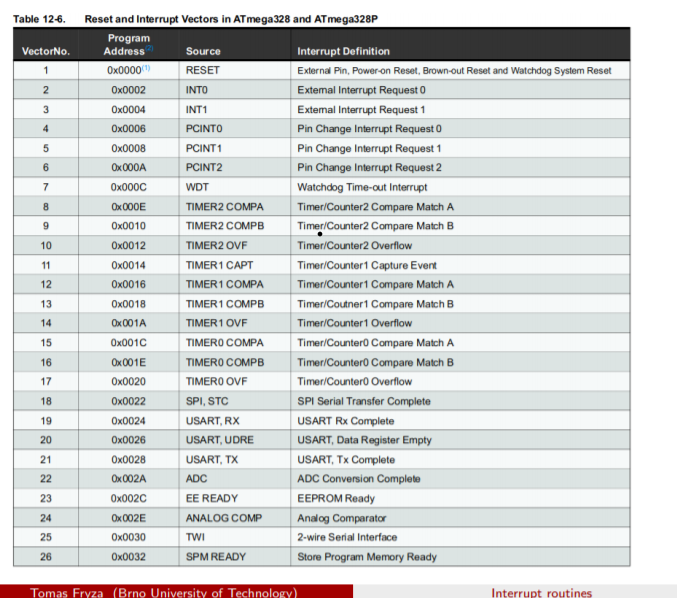 Table 12-6. Reset and Interrupt Vectors in ATmega328 and ATmega328P
VectorNo. Program Address(2) Source Interrupt Definition
1 0x0000(1) RESET External Pin, Power-on Reset, Brown-out Reset and Watchdog System Reset
2 0x0002 INT0 External Interrupt Request 0
3 0x0004 INT1 External Interrupt Request 1
4 0x0006 PCINT0 Pin Change Interrupt Request 0
5 0x0008 PCINT1 Pin Change Interrupt Request 1
6 0x000A PCINT2 Pin Change Interrupt Request 2
7 0x000C WDT Watchdog Time-out Interrupt
8 0x000E TIMER2 COMPA Timer/Counter2 Compare Match A
9 0x0010 TIMER2 COMPB Timer/Counter2 Compare Match B
10 0x0012 TIMER2 OVF Timer/Counter2 Overflow
11 0x0014 TIMER1 CAPT Timer/Counter1 Capture Event
12 0x0016 TIMER1 COMPA Timer/Counter1 Compare Match A
13 0x0018 TIMER1 COMPB Timer/Coutner1 Compare Match B
14 0x001A TIMER1 OVF Timer/Counter1 Overflow
15 0x001C TIMER0 COMPA Timer/Counter0 Compare Match A
16 0x001E TIMER0 COMPB Timer/Counter0 Compare Match B
17 0x0020 TIMER0 OVF Timer/Counter0 Overflow
18 0x0022 SPI, STC SPI Serial Transfer Complete
19 0x0024 USART, RX USART Rx Complete
20 0x0026 USART, UDRE USART, Data Register Empty
21 0x0028 USART, TX USART, Tx Complete
22 0x002A ADC ADC Conversion Complete
23 0x002C EE READY EEPROM Ready
24 0x002E ANALOG COMP Analog Comparator
25 0x0030 TWI 2-wire Serial Interface
26 0x0032 SPM READY Store Program Memory Ready
Tomas Fryza (Brno University of Technology) Interrupt routines